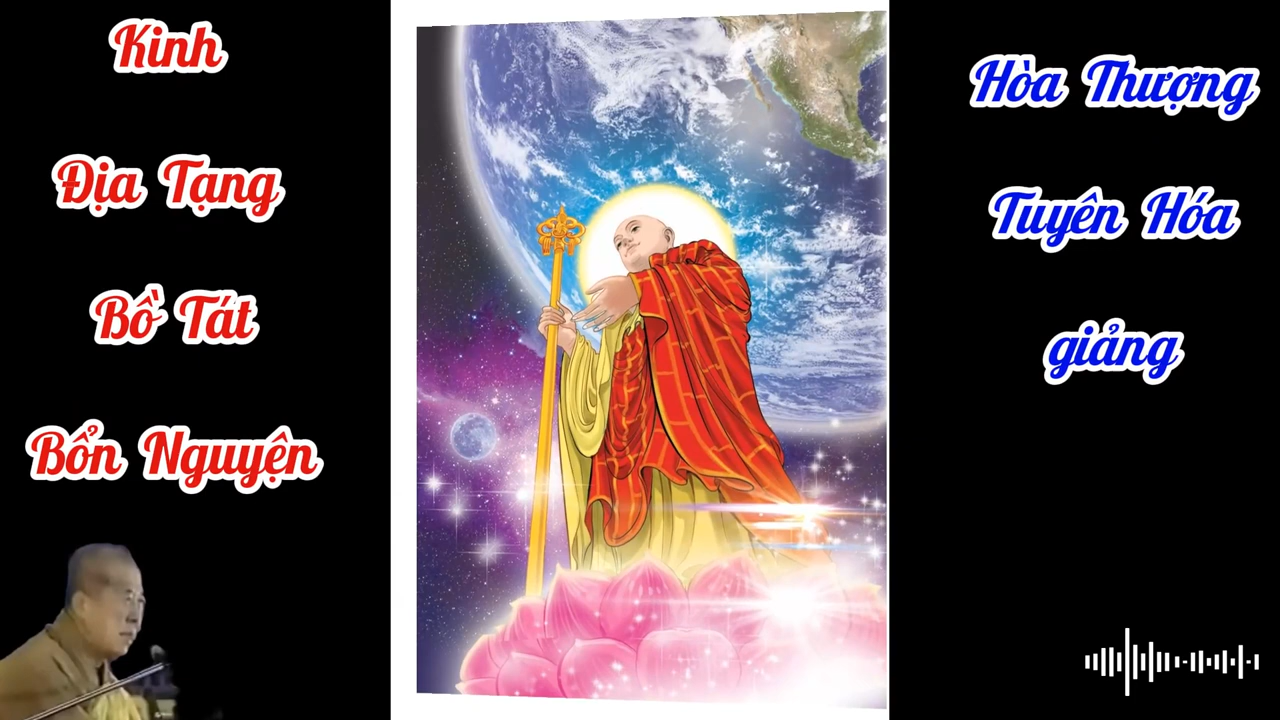 Kinh
Địa Tạng
Bồ Tát
Bổn Nguyện
Hòa Thượng
Tuyên Hóa
giảng